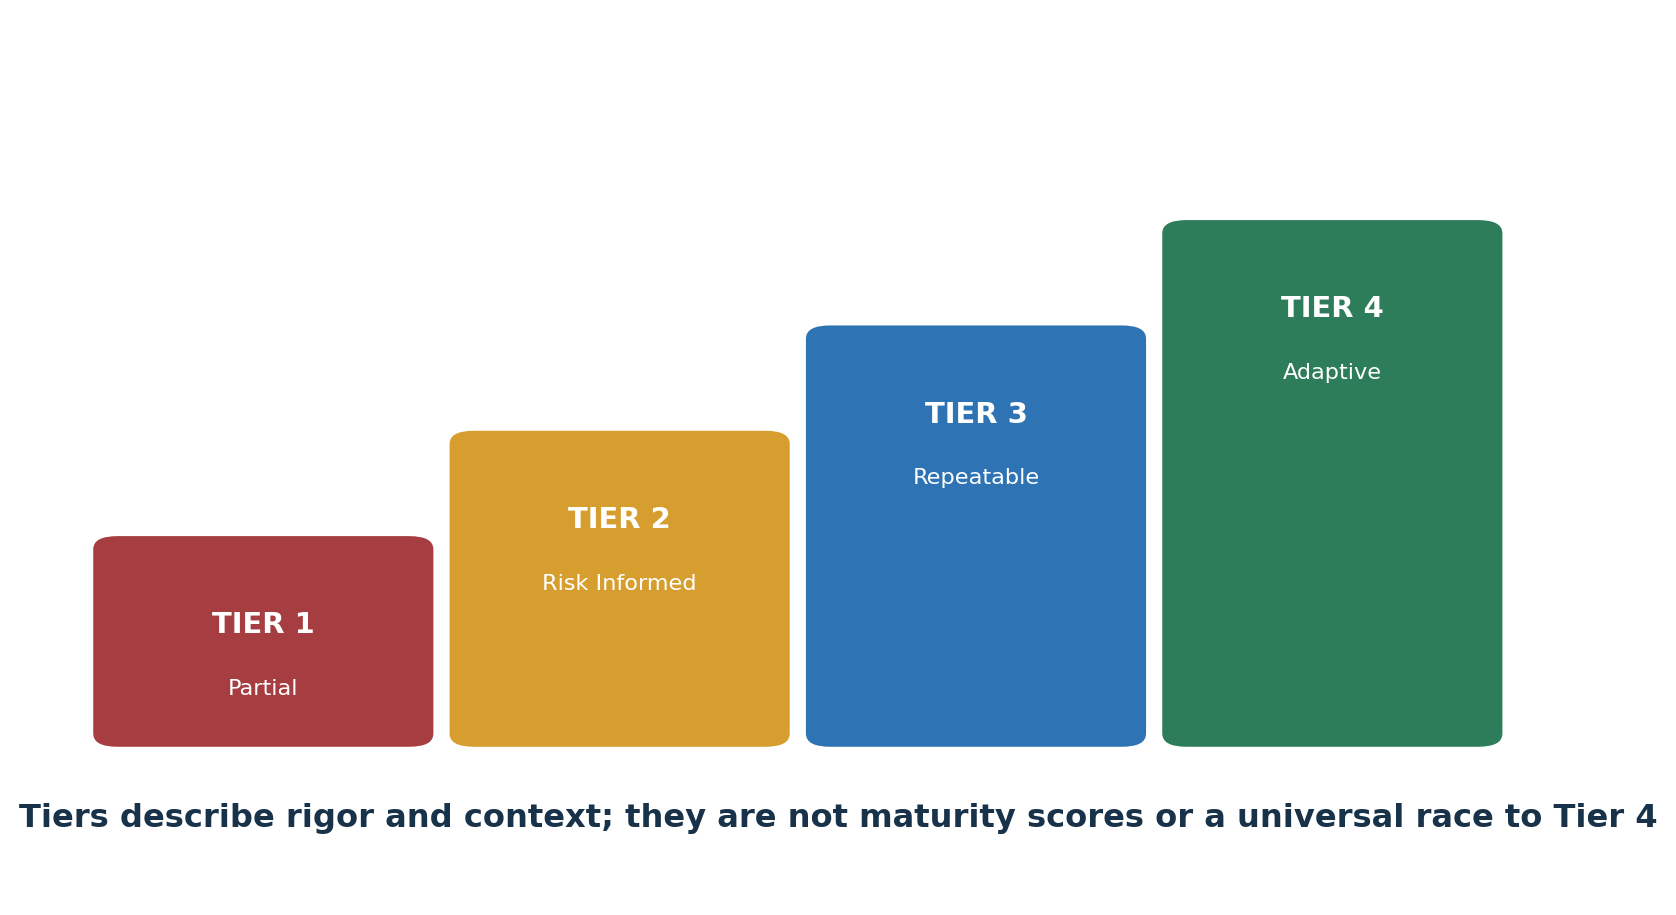 TIER 1
Partial
TIER 2
Risk Informed
TIER 3
Repeatable
TIER 4
Adaptive
Tiers describe rigor and context; they are not maturity scores or a universal race to Tier 4